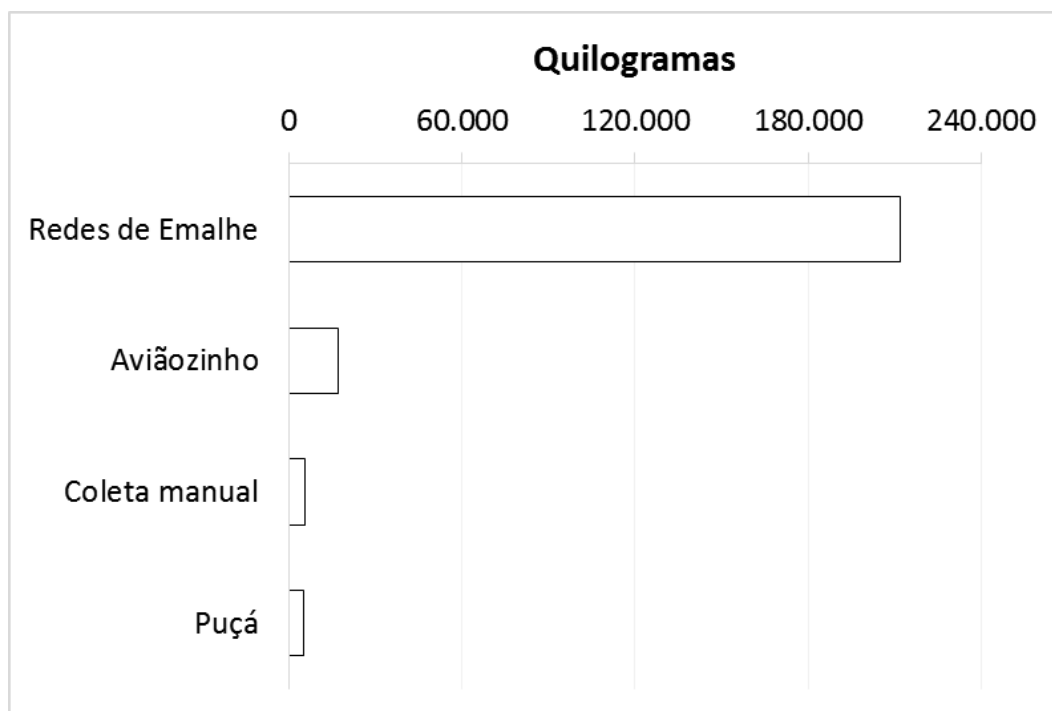 Quilogramas
0 60.000 120.000 180.000 240.000
Redes de Emalhe
Aviãozinho
Coleta manual
Puçá